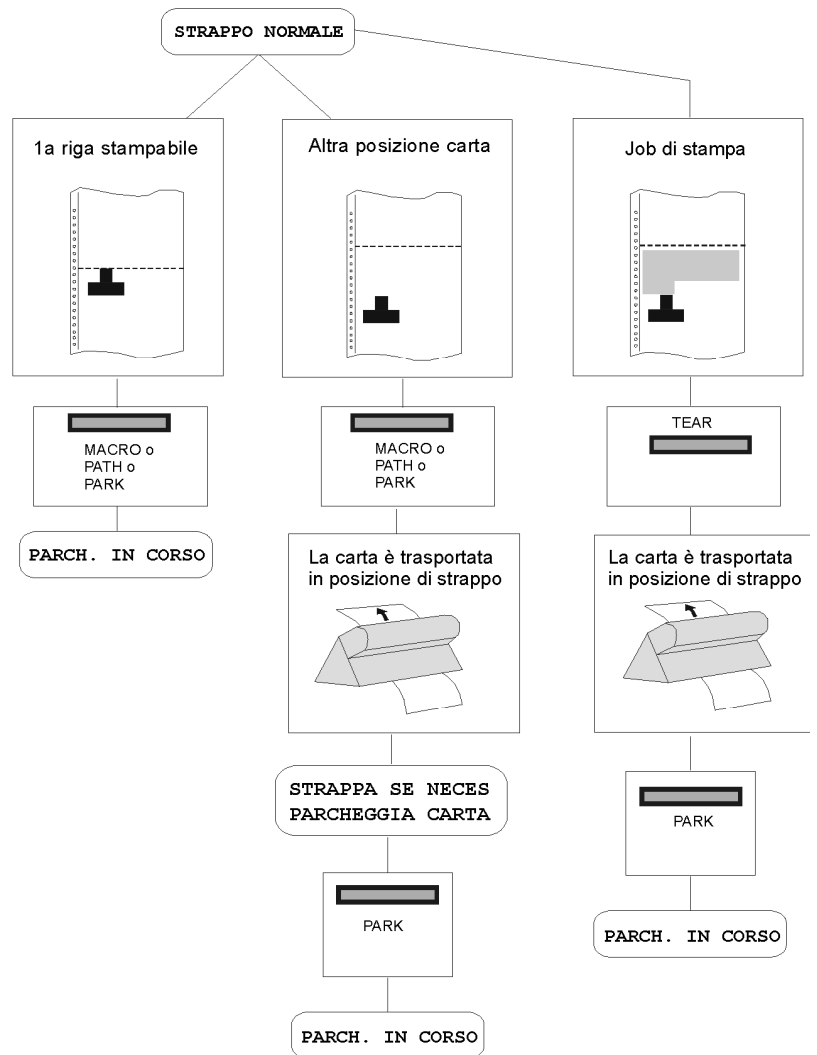 STRAPPO NORMALE
1a riga stampabile
MACRO o
PATH o
PARK
PARCH. IN CORSO
Altra posizione carta
MACRO o
PATH o
PARK
La carta è trasportata
in posizione di strappo
STRAPPA SE NECES
PARCHEGGIA CARTA
PARK
PARCH. IN CORSO
Job di stampa
TEAR
La carta è trasportata
in posizione di strappo
PARK
PARCH. IN CORSO